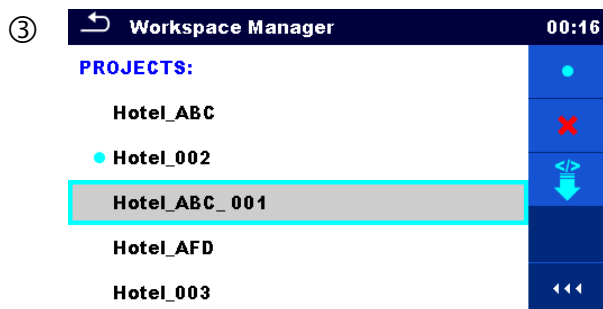 ③
Workspace Manager 00:16
PROJECTS:
Hotel_ABC
Hotel_002
</>
Hotel_ABC_ 001
Hotel_AFD
Hotel_003